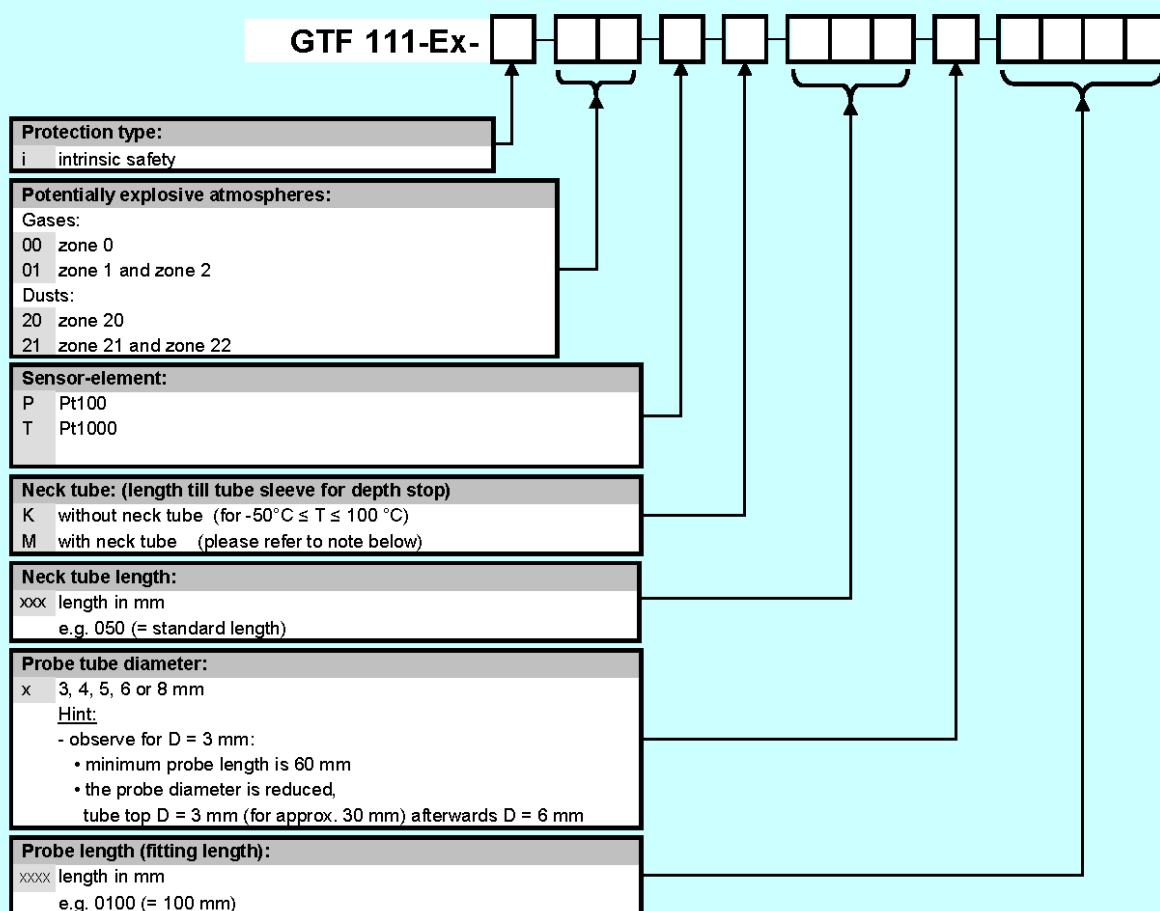 GTF 111-Ex-
Protection type:
i intrinsic safety
Potentially explosive atmospheres:
Gases:
00 zone 0
01 zone 1 and zone 2
Dusts:
20 zone 20
21 zone 21 and zone 22
Sensor-element:
P Pt100
T Pt1000
Neck tube: (length till tube sleeve for depth stop)
K without neck tube (for -50°C ≤ T ≤ 100 °C)
M with neck tube (please refer to note below)
Neck tube length:
xxx length in mm
e.g. 050 (= standard length)
Probe tube diameter:
x 3, 4, 5, 6 or 8 mm
Hint:
- observe for D = 3 mm:
• minimum probe length is 60 mm
• the probe diameter is reduced,
tube top D = 3 mm (for approx. 30 mm) afterwards D = 6 mm
Probe length (fitting length):
xxxx length in mm
e.g. 0100 (= 100 mm)